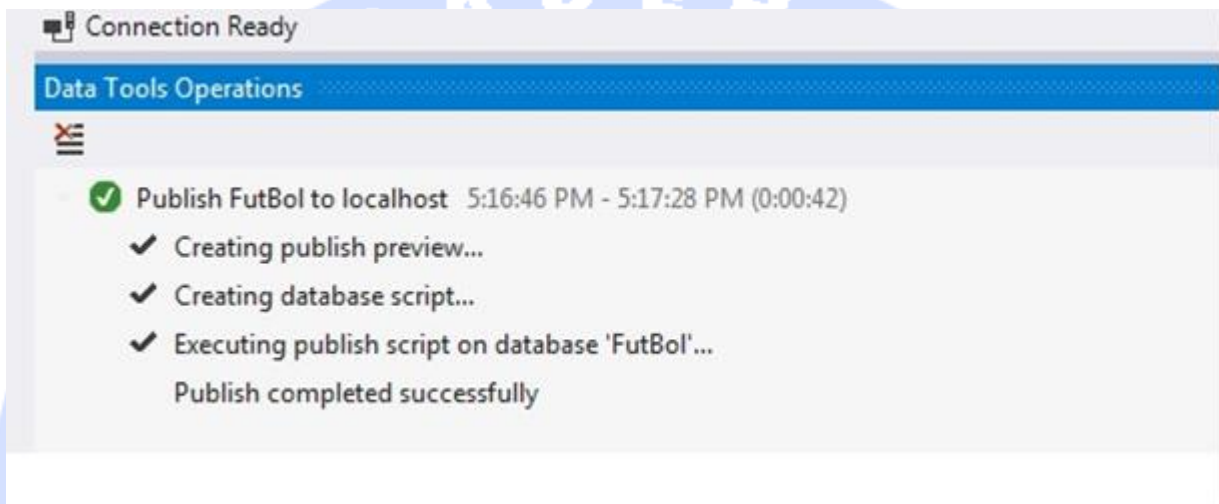 Connection Ready
Data Tools Operations
Publish FutBol to localhost 5:16:46 PM - 5:17:28 PM (0:00:42)
Creating publish preview...
Creating database script...
Executing publish script on database 'FutBol'...
Publish completed successfully